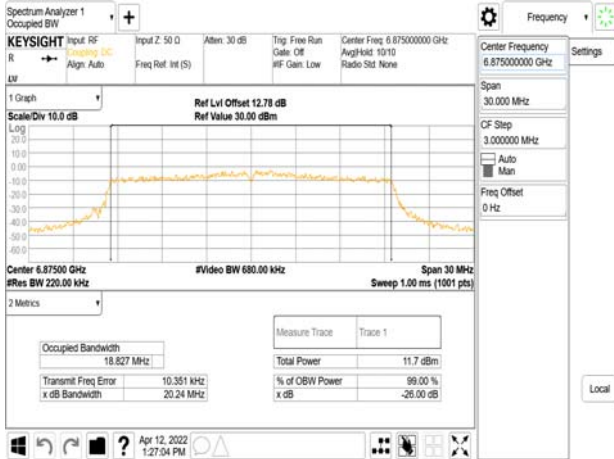 Spectrum Analyzer 1
Occupied BW
Frequency
KEYSIGHT
Input: RF
Coupling: DC
Align: Auto
Input Z: 50 Ω
Freq Ref: Int (S)
Atten: 30 dB
Trig: Free Run
Gate: Off
#IF Gain: Low
Center Freq: 6.875000000 GHz
Avg|Hold: 10/10
Radio Std: None
R
Center Frequency
6.875000000 GHz
Settings
Span
30.000 MHz
CF Step
3.000000 MHz
Auto
Man
Freq Offset
0 Hz
Local
1 Graph
Scale/Div 10.0 dB
Ref Lvl Offset 12.78 dB
Ref Value 30.00 dBm
Log
20.0
10.0
0.00
-10.0
-20.0
-30.0
-40.0
-50.0
-60.0
Center 6.87500 GHz
#Res BW 220.00 kHz
#Video BW 680.00 kHz
Span 30 MHz
Sweep 1.00 ms (1001 pts)
2 Metrics
Measure Trace
Trace 1
Occupied Bandwidth
18.827 MHz
Total Power
11.7 dBm
Transmit Freq Error
10.351 kHz
% of OBW Power
99.00 %
x dB Bandwidth
20.24 MHz
x dB
-26.00 dB
Apr 12, 2022
1:27:04 PM